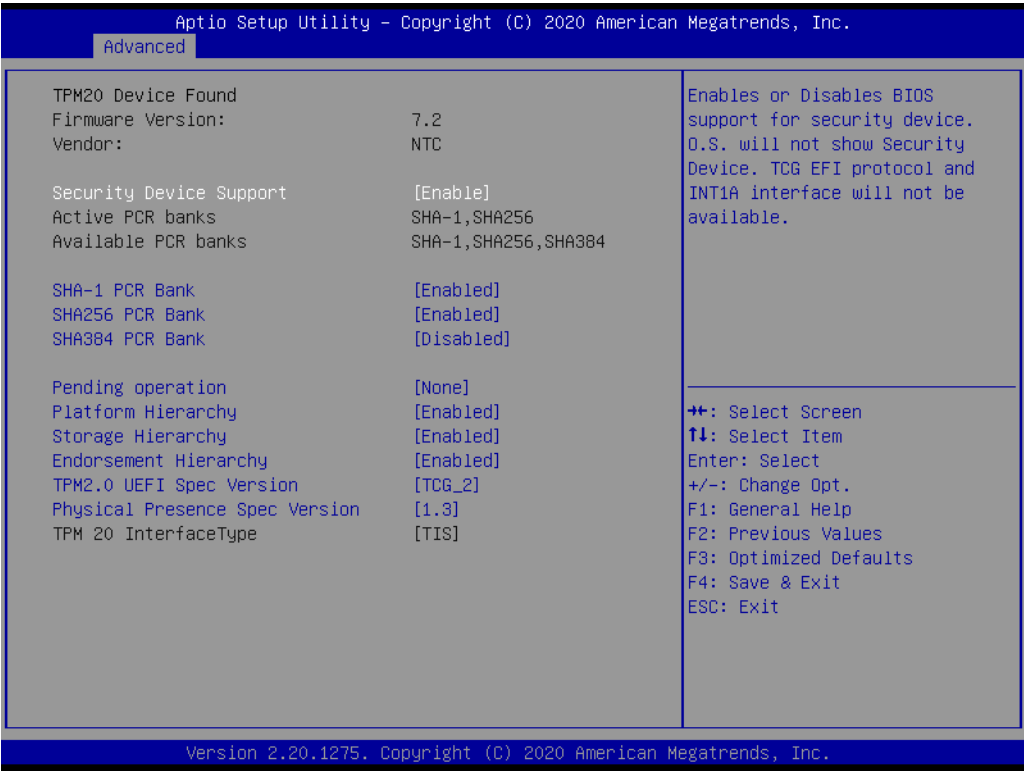 Aptio Setup Utility – Copyright (C) 2020 American Megatrends, Inc.
Advanced
TPM20 Device Found
Firmware Version: 7.2
Vendor: NTC
Security Device Support [Enable]
Active PCR banks SHA-1,SHA256
Available PCR banks SHA-1,SHA256,SHA384
SHA-1 PCR Bank [Enabled]
SHA256 PCR Bank [Enabled]
SHA384 PCR Bank [Disabled]
Pending operation [None]
Platform Hierarchy [Enabled]
Storage Hierarchy [Enabled]
Endorsement Hierarchy [Enabled]
TPM2.0 UEFI Spec Version [TCG_2]
Physical Presence Spec Version [1.3]
TPM 20 InterfaceType [TIS]
Enables or Disables BIOS
support for security device.
O.S. will not show Security
Device. TCG EFI protocol and
INT1A interface will not be
available.
→←: Select Screen
↑↓: Select Item
Enter: Select
+/-: Change Opt.
F1: General Help
F2: Previous Values
F3: Optimized Defaults
F4: Save & Exit
ESC: Exit
Version 2.20.1275. Copyright (C) 2020 American Megatrends, Inc.